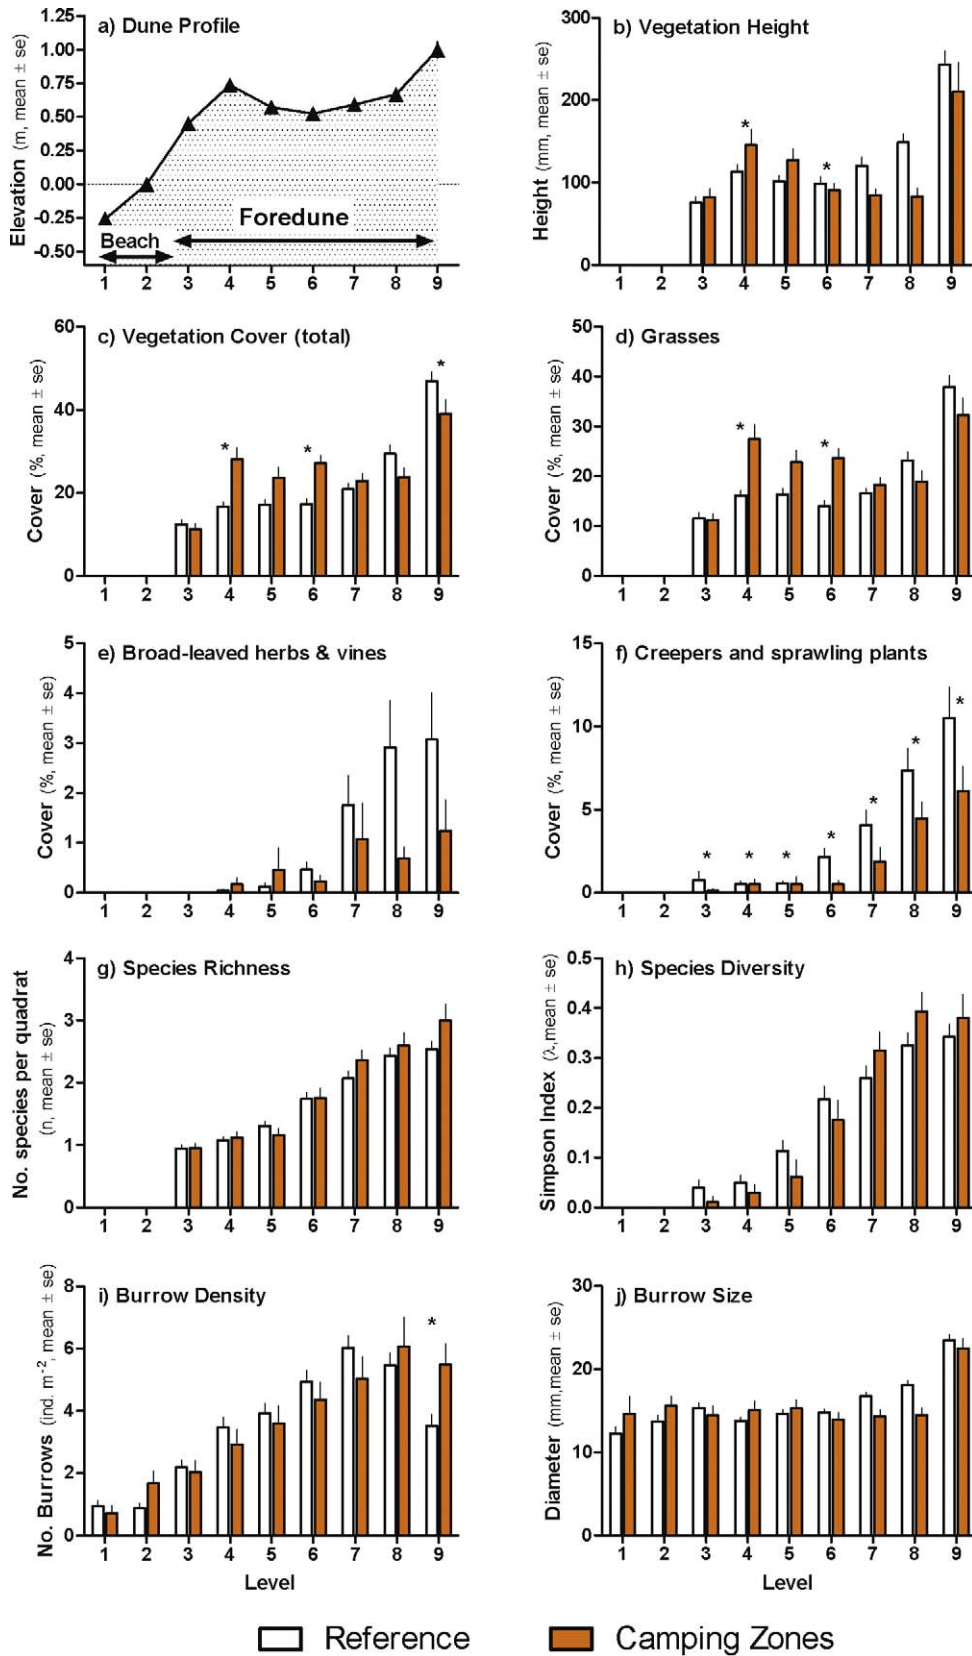 a) Dune Profile
Elevation (m, mean ± se)
1.25
1.00
0.75
0.50
0.25
0.00
-0.25
-0.50
Foredune
Beach
1 2 3 4 5 6 7 8 9
b) Vegetation Height
Height (mm, mean ± se)
300
200
100
0
* *
1 2 3 4 5 6 7 8 9
c) Vegetation Cover (total)
Cover (%, mean ± se)
60
40
20
0
* * *
1 2 3 4 5 6 7 8 9
d) Grasses
Cover (%, mean ± se)
50
40
30
20
10
0
* *
1 2 3 4 5 6 7 8 9
e) Broad-leaved herbs & vines
Cover (%, mean ± se)
5
4
3
2
1
0
1 2 3 4 5 6 7 8 9
f) Creepers and sprawling plants
Cover (%, mean ± se)
15
10
5
0
* * * * * * *
1 2 3 4 5 6 7 8 9
g) Species Richness
No. species per quadrat
(n, mean ± se)
4
3
2
1
0
1 2 3 4 5 6 7 8 9
h) Species Diversity
Simpson Index (λ,mean ± se)
0.5
0.4
0.3
0.2
0.1
0.0
1 2 3 4 5 6 7 8 9
i) Burrow Density
No. Burrows (ind. m⁻², mean ± se)
8
6
4
2
0
*
1 2 3 4 5 6 7 8 9
Level
j) Burrow Size
Diameter (mm,mean ± se)
30
20
10
0
1 2 3 4 5 6 7 8 9
Level
Reference
Camping Zones